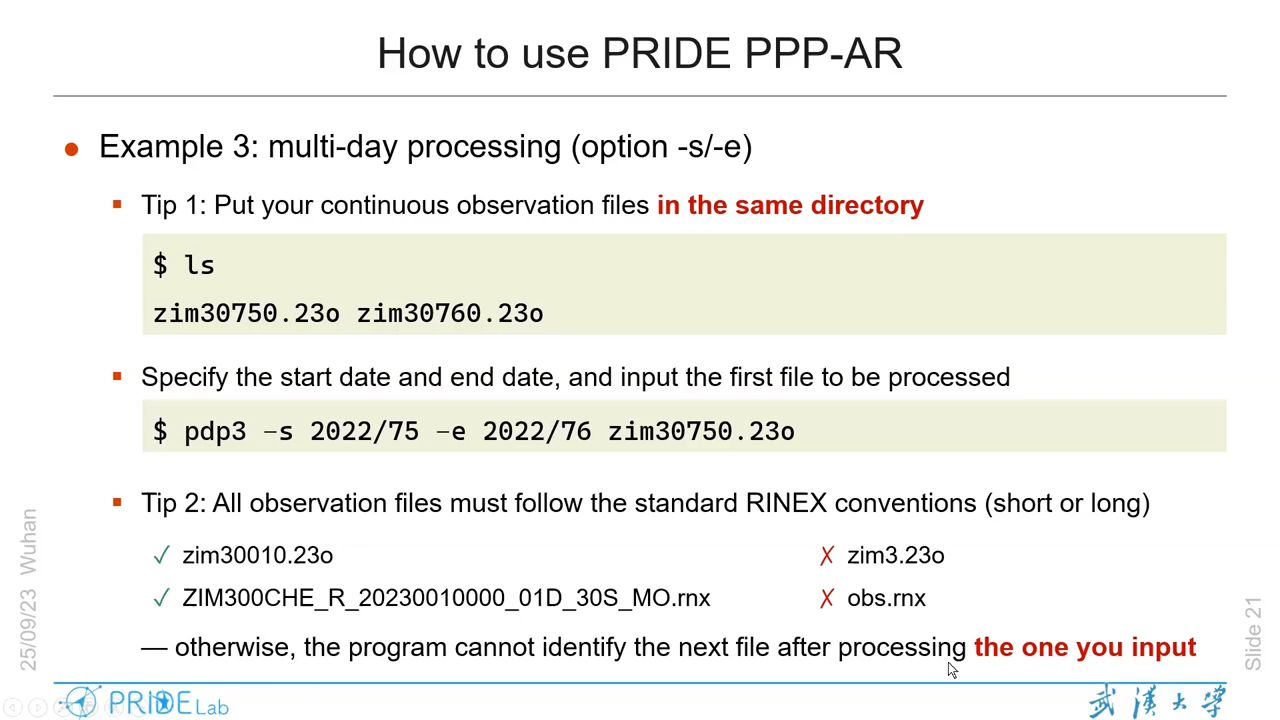 How to use PRIDE PPP-AR
Example 3: multi-day processing (option -s/-e)
Tip 1: Put your continuous observation files in the same directory
$ ls
zim30750.23o zim30760.23o
Specify the start date and end date, and input the first file to be processed
$ pdp3 –s 2022/75 –e 2022/76 zim30750.23o
Tip 2: All observation files must follow the standard RINEX conventions (short or long)
✓ zim30010.23o
✗ zim3.23o
✓ ZIM300CHE_R_20230010000_01D_30S_MO.rnx
✗ obs.rnx
— otherwise, the program cannot identify the next file after processing the one you input
25/09/23 Wuhan
Slide 21
PRIDE Lab
武汉大学